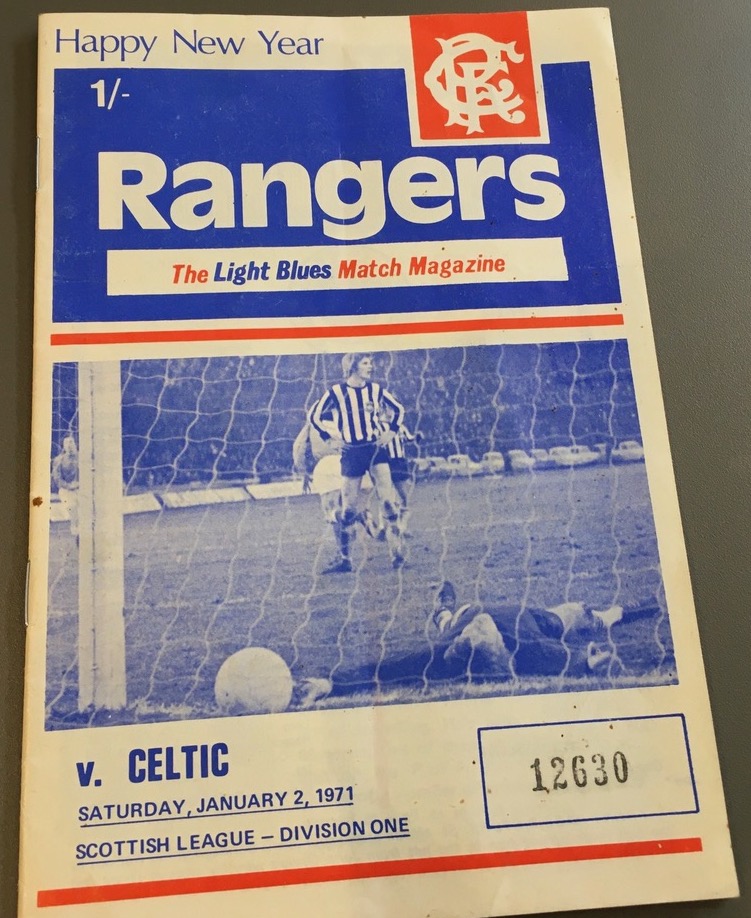 Happy New Year
1/-
Rangers
The Light Blues Match Magazine
v. CELTIC
SATURDAY, JANUARY 2, 1971
SCOTTISH LEAGUE – DIVISION ONE
12630